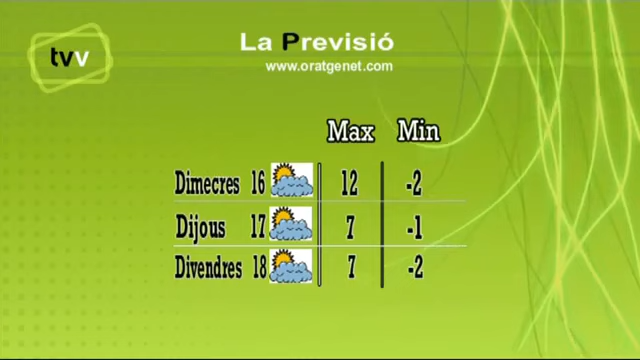 tvv
La Previsió
www.oratgenet.com
Max Min
Dimecres 16 12 -2
Dijous 17 7 -1
Divendres 18 7 -2